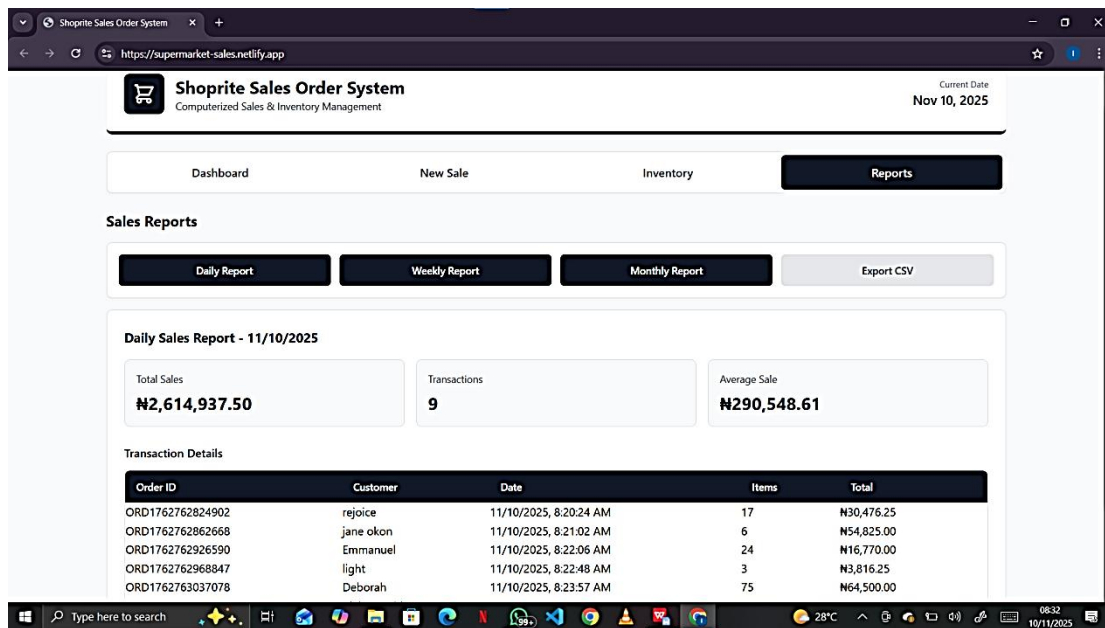 Shoprite Sales Order System
https://supermarket-sales.netlify.app
Shoprite Sales Order System
Computerized Sales & Inventory Management
Current Date
Nov 10, 2025
Dashboard New Sale Inventory Reports
Sales Reports
Daily Report Weekly Report Monthly Report Export CSV
Daily Sales Report - 11/10/2025
Total Sales Transactions Average Sale
₦2,614,937.50 9 ₦290,548.61
Transaction Details
Order ID Customer Date Items Total
ORD1762762824902 rejoice 11/10/2025, 8:20:24 AM 17 ₦30,476.25
ORD1762762862668 jane okon 11/10/2025, 8:21:02 AM 6 ₦54,825.00
ORD1762762926590 Emmanuel 11/10/2025, 8:22:06 AM 24 ₦16,770.00
ORD1762762968847 light 11/10/2025, 8:22:48 AM 3 ₦3,816.25
ORD1762763037078 Deborah 11/10/2025, 8:23:57 AM 75 ₦64,500.00
Type here to search 99+ 28°C 08:32
10/11/2025